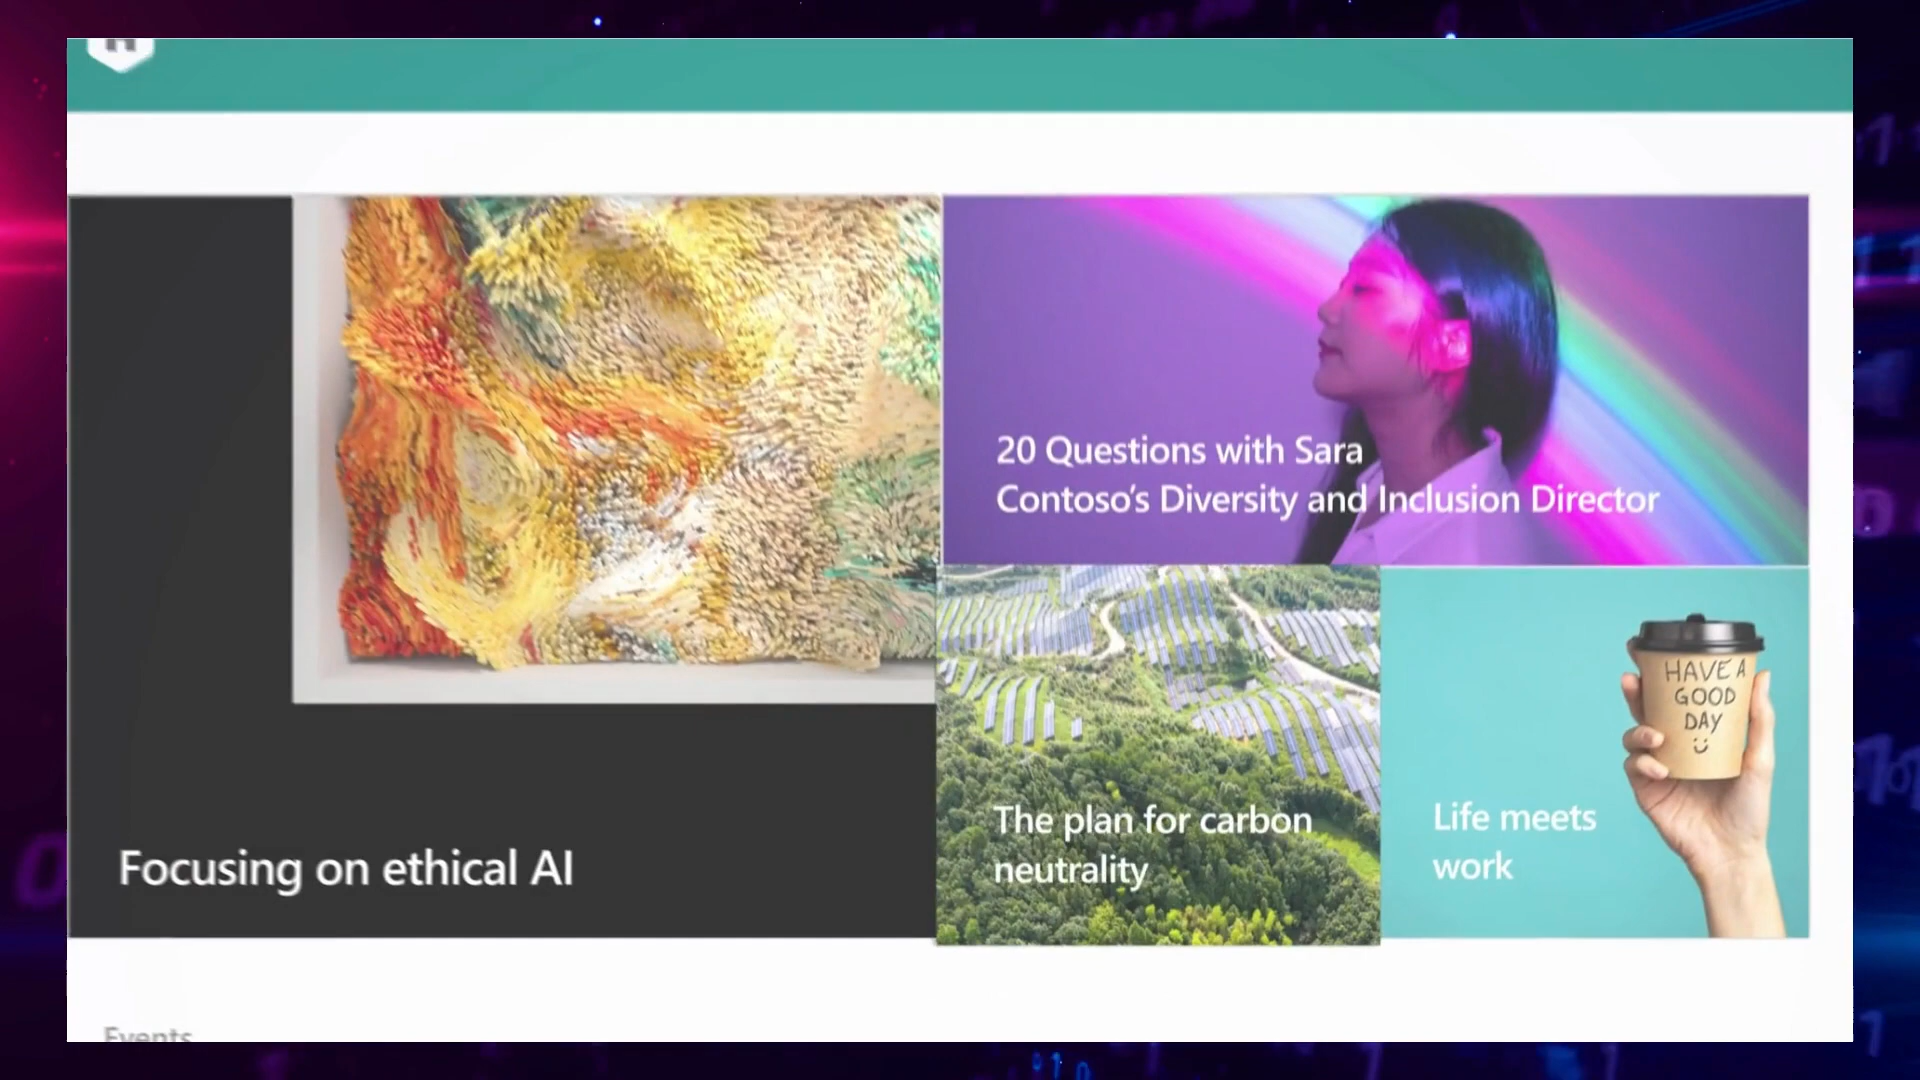 20 Questions with Sara
Contoso's Diversity and Inclusion Director
HAVE A
GOOD
DAY
The plan for carbon
neutrality
Life meets
work
Focusing on ethical AI
Events